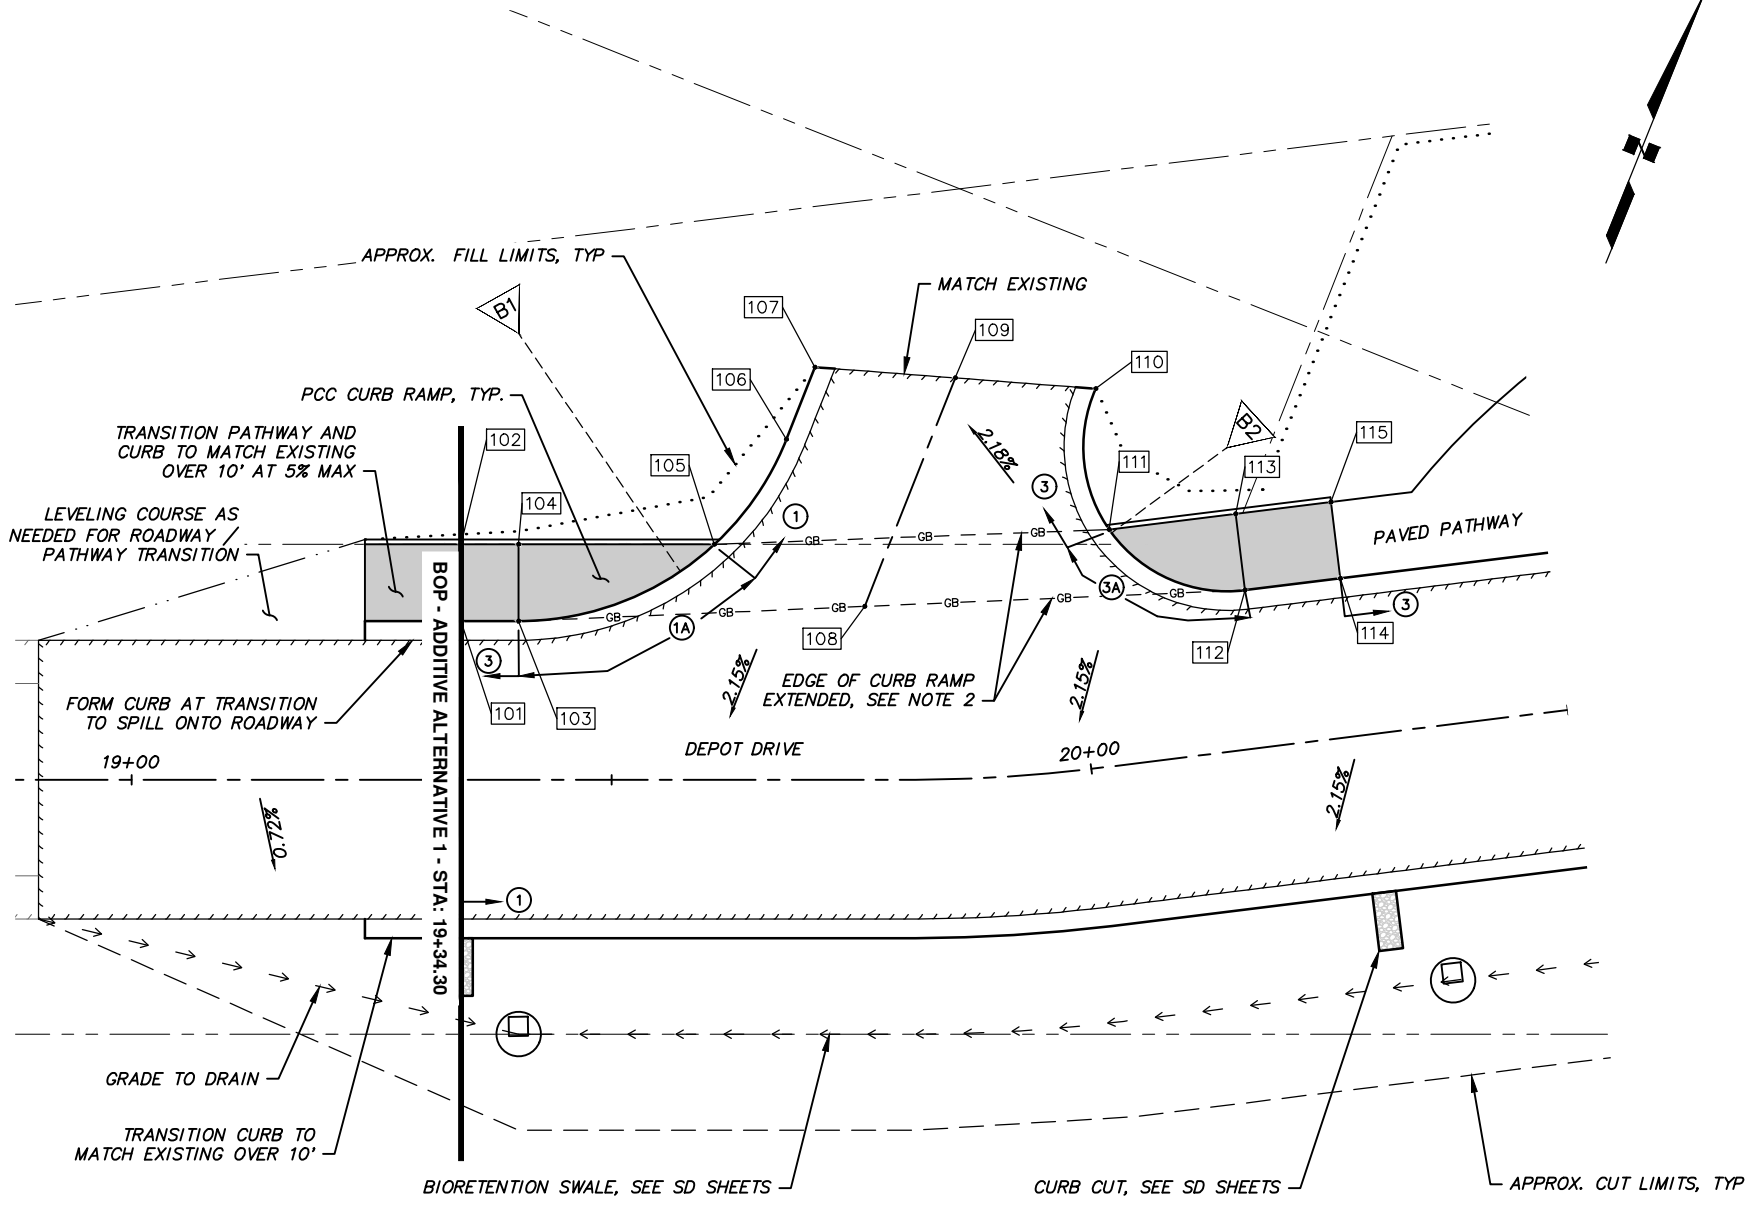 APPROX. FILL LIMITS, TYP
MATCH EXISTING
B1
107
109
106
110
PCC CURB RAMP, TYP.
TRANSITION PATHWAY AND
CURB TO MATCH EXISTING
OVER 10' AT 5% MAX
102
105
104
2.18%
111
B2
113
115
3
1
LEVELING COURSE AS
NEEDED FOR ROADWAY /
PATHWAY TRANSITION
PAVED PATHWAY
GB
GB
GB
GB
GB
GB
GB
GB
GB
GB
3A
3
1A
108
112
114
3
2.15%
2.15%
EDGE OF CURB RAMP
EXTENDED, SEE NOTE 2
FORM CURB AT TRANSITION
TO SPILL ONTO ROADWAY
101
103
BOP - ADDITIVE ALTERNATIVE 1 - STA: 19+34.30
DEPOT DRIVE
19+00
20+00
0.72%
2.15%
1
GRADE TO DRAIN
TRANSITION CURB TO
MATCH EXISTING OVER 10'
BIORETENTION SWALE, SEE SD SHEETS
CURB CUT, SEE SD SHEETS
APPROX. CUT LIMITS, TYP